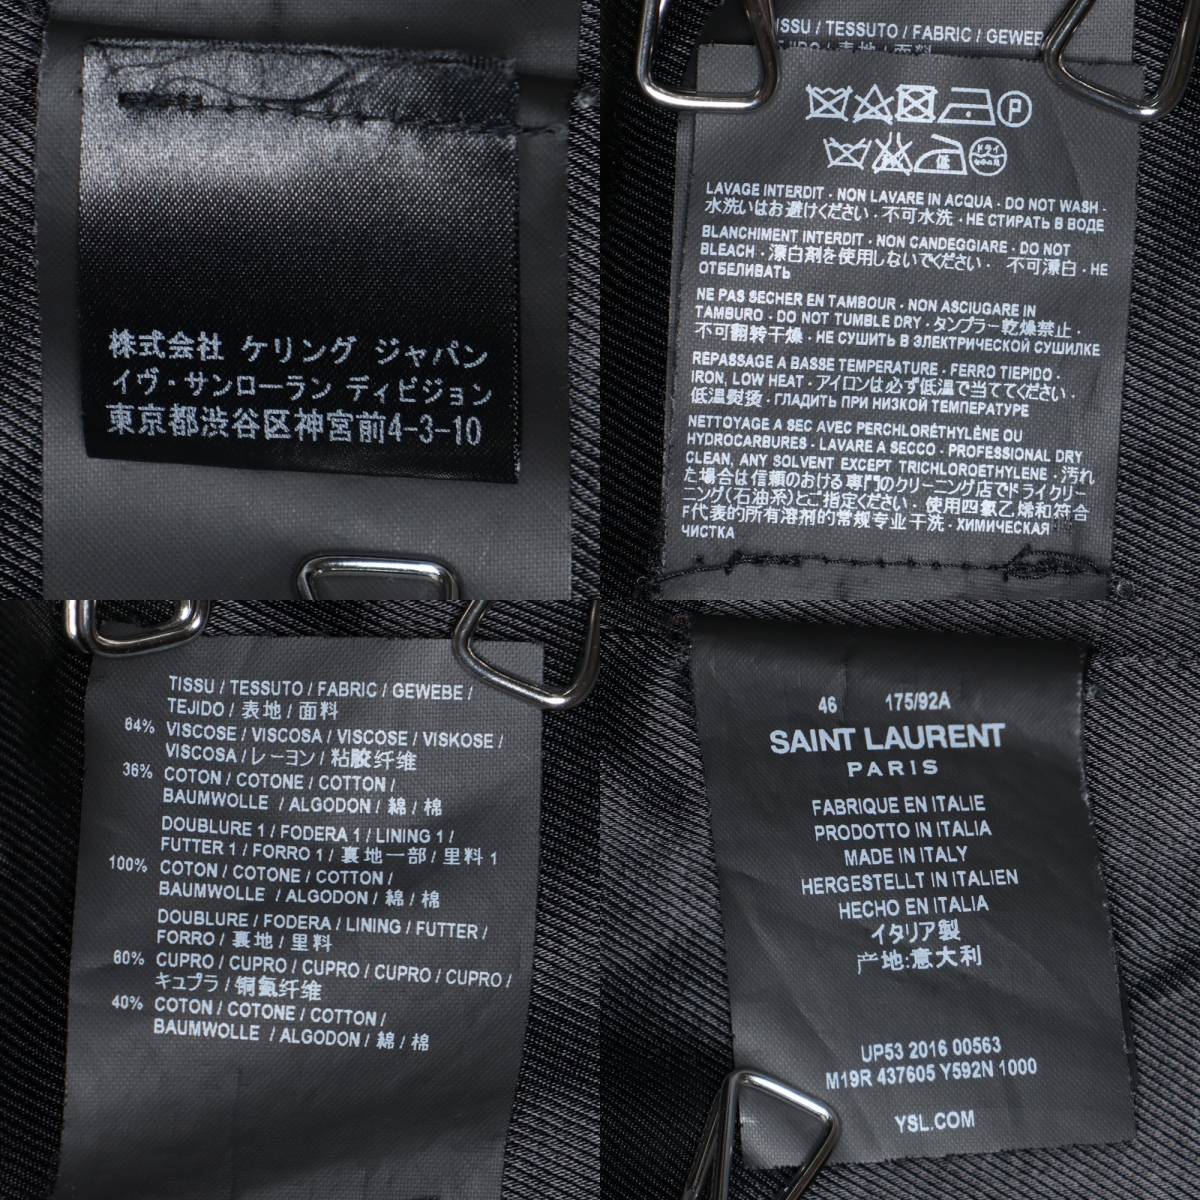 株式会社 ケリング ジャパン
イヴ・サンローラン ディビジョン
東京都渋谷区神宮前4-3-10
ISSU / TESSUTO / FABRIC / GEWEBE
表地 / 面料
P
低
ドライ
LAVAGE INTERDIT - NON LAVARE IN ACQUA - DO NOT WASH -
水洗いはお避けください - 不可水洗 - НЕ СТИРАТЬ В ВОДЕ
BLANCHIMENT INTERDIT - NON CANDEGGIARE - DO NOT
BLEACH - 漂白剤を使用しないでください - 不可漂白 - НЕ
ОТБЕЛИВАТЬ
NE PAS SECHER EN TAMBOUR - NON ASCIUGARE IN
TAMBURO - DO NOT TUMBLE DRY - タンブラー乾燥禁止 -
不可翻转干燥 - НЕ СУШИТЬ В ЭЛЕКТРИЧЕСКОЙ СУШИЛКЕ
REPASSAGE A BASSE TEMPERATURE - FERRO TIEPIDO -
IRON, LOW HEAT - アイロンは必ず低温で当ててください -
低温熨烫 - ГЛАДИТЬ ПРИ НИЗКОЙ ТЕМПЕРАТУРЕ
NETTOYAGE A SEC AVEC PERCHLORÉTHYLÈNE OU
HYDROCARBURES - LAVARE A SECCO - PROFESSIONAL DRY
CLEAN, ANY SOLVENT EXCEPT TRICHLOROETHYLENE - 汚れ
た場合は信頼のおける専門のクリーニング店でドライクリー
ニング(石油系)とご指定ください - 使用四氯乙烯和符合
F代表的所有溶剂的常规专业干洗 - ХИМИЧЕСКАЯ
ЧИСТКА
TISSU / TESSUTO / FABRIC / GEWEBE /
TEJIDO / 表地 / 面料
64% VISCOSE / VISCOSA / VISCOSE / VISKOSE /
VISCOSA / レーヨン / 粘胶纤维
36% COTON / COTONE / COTTON /
BAUMWOLLE / ALGODON / 綿 / 棉
DOUBLURE 1 / FODERA 1 / LINING 1 /
FUTTER 1 / FORRO 1 / 裏地一部 / 里料 1
100% COTON / COTONE / COTTON /
BAUMWOLLE / ALGODON / 綿 / 棉
DOUBLURE / FODERA / LINING / FUTTER /
FORRO / 裏地 / 里料
60% CUPRO / CUPRO / CUPRO / CUPRO / CUPRO /
キュプラ / 铜氨纤维
40% COTON / COTONE / COTTON /
BAUMWOLLE / ALGODON / 綿 / 棉
46 175/92A
SAINT LAURENT
PARIS
FABRIQUE EN ITALIE
PRODOTTO IN ITALIA
MADE IN ITALY
HERGESTELLT IN ITALIEN
HECHO EN ITALIA
イタリア製
产地:意大利
UP53 2016 00563
M19R 437605 Y592N 1000
YSL.COM